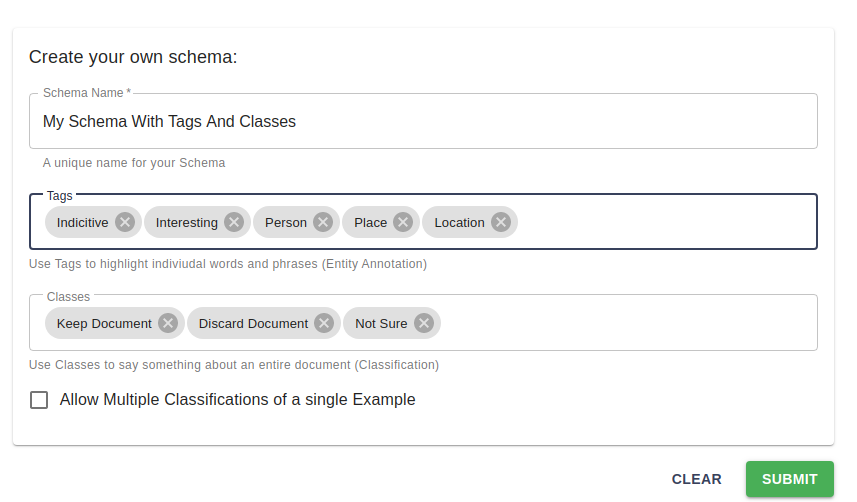 Create your own schema:
Schema Name *
My Schema With Tags And Classes
A unique name for your Schema
Tags
Indicitive Interesting Person Place Location
Use Tags to highlight indiviudal words and phrases (Entity Annotation)
Classes
Keep Document Discard Document Not Sure
Use Classes to say something about an entire document (Classification)
Allow Multiple Classifications of a single Example
CLEAR SUBMIT